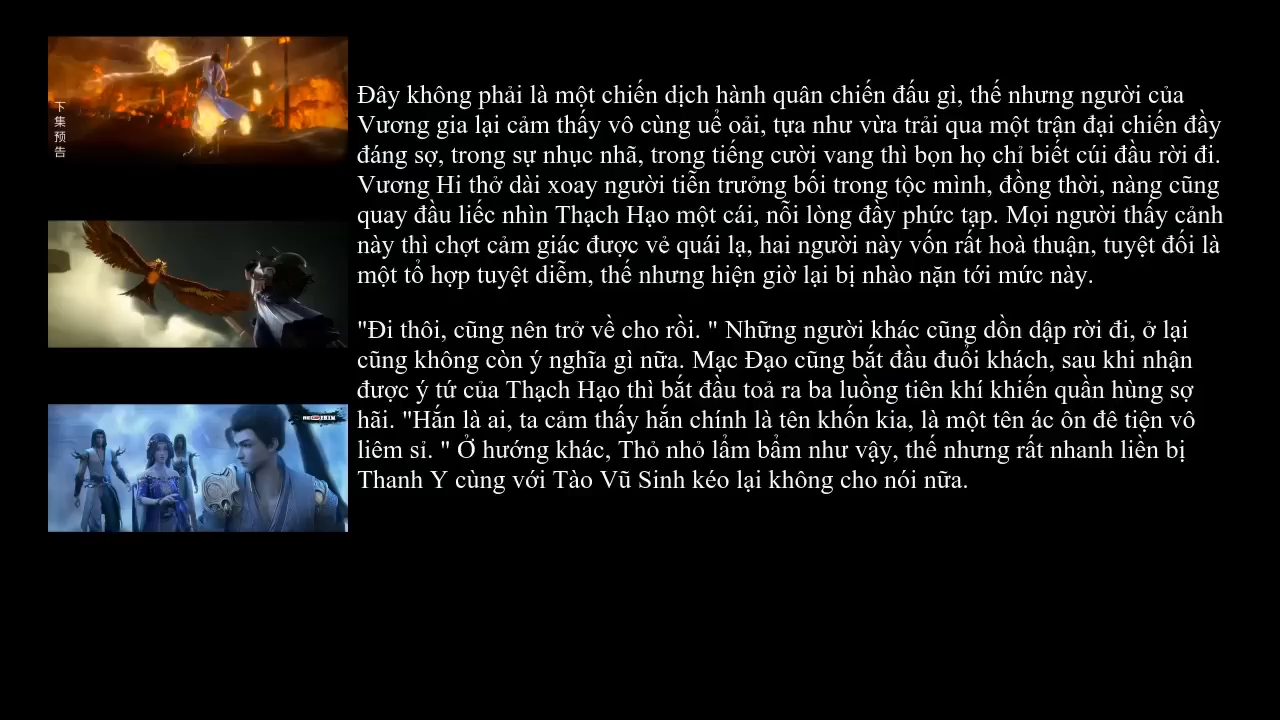 下集预告
Đây không phải là một chiến dịch hành quân chiến đấu gì, thế nhưng người của
Vương gia lại cảm thấy vô cùng uể oải, tựa như vừa trải qua một trận đại chiến đầy
đáng sợ, trong sự nhục nhã, trong tiếng cười vang thì bọn họ chỉ biết cúi đầu rời đi.
Vương Hi thở dài xoay người tiễn trưởng bối trong tộc mình, đồng thời, nàng cũng
quay đầu liếc nhìn Thạch Hạo một cái, nỗi lòng đầy phức tạp. Mọi người thấy cảnh
này thì chợt cảm giác được vẻ quái lạ, hai người này vốn rất hoà thuận, tuyệt đối là
một tổ hợp tuyệt diễm, thế nhưng hiện giờ lại bị nhào nặn tới mức này.
"Đi thôi, cũng nên trở về cho rồi. " Những người khác cũng dồn dập rời đi, ở lại
cũng không còn ý nghĩa gì nữa. Mạc Đạo cũng bắt đầu đuổi khách, sau khi nhận
được ý tứ của Thạch Hạo thì bắt đầu toả ra ba luồng tiên khí khiến quần hùng sợ
hãi. "Hắn là ai, ta cảm thấy hắn chính là tên khốn kia, là một tên ác ôn đê tiện vô
liêm sỉ. " Ở hướng khác, Thỏ nhỏ lẩm bẩm như vậy, thế nhưng rất nhanh liền bị
Thanh Y cùng với Tào Vũ Sinh kéo lại không cho nói nữa.